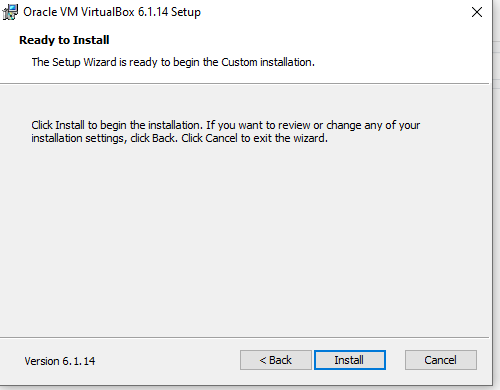 Oracle VM VirtualBox 6.1.14 Setup
Ready to Install
The Setup Wizard is ready to begin the Custom installation.
Click Install to begin the installation. If you want to review or change any of your
installation settings, click Back. Click Cancel to exit the wizard.
Version 6.1.14
< Back
Install
Cancel